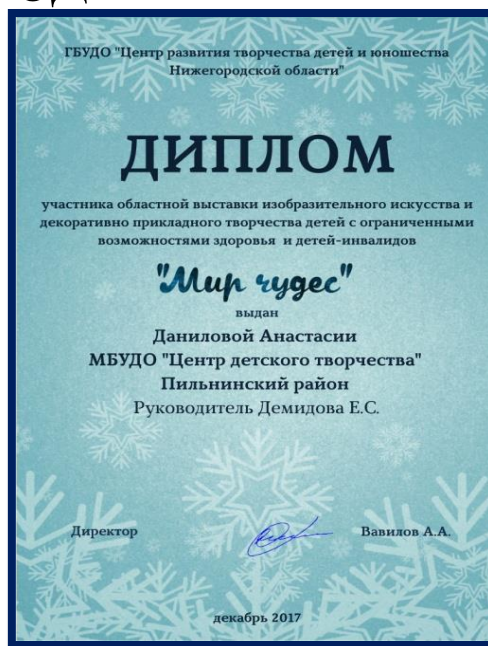 ГБУДО "Центр развития творчества детей и юношества
Нижегородской области"
ДИПЛОМ
участника областной выставки изобразительного искусства и
декоративно прикладного творчества детей с ограниченными
возможностями здоровья и детей-инвалидов
"Мир чудес"
выдан
Даниловой Анастасии
МБУДО "Центр детского творчества"
Пильнинский район
Руководитель Демидова Е.С.
Директор Вавилов А.А.
декабрь 2017